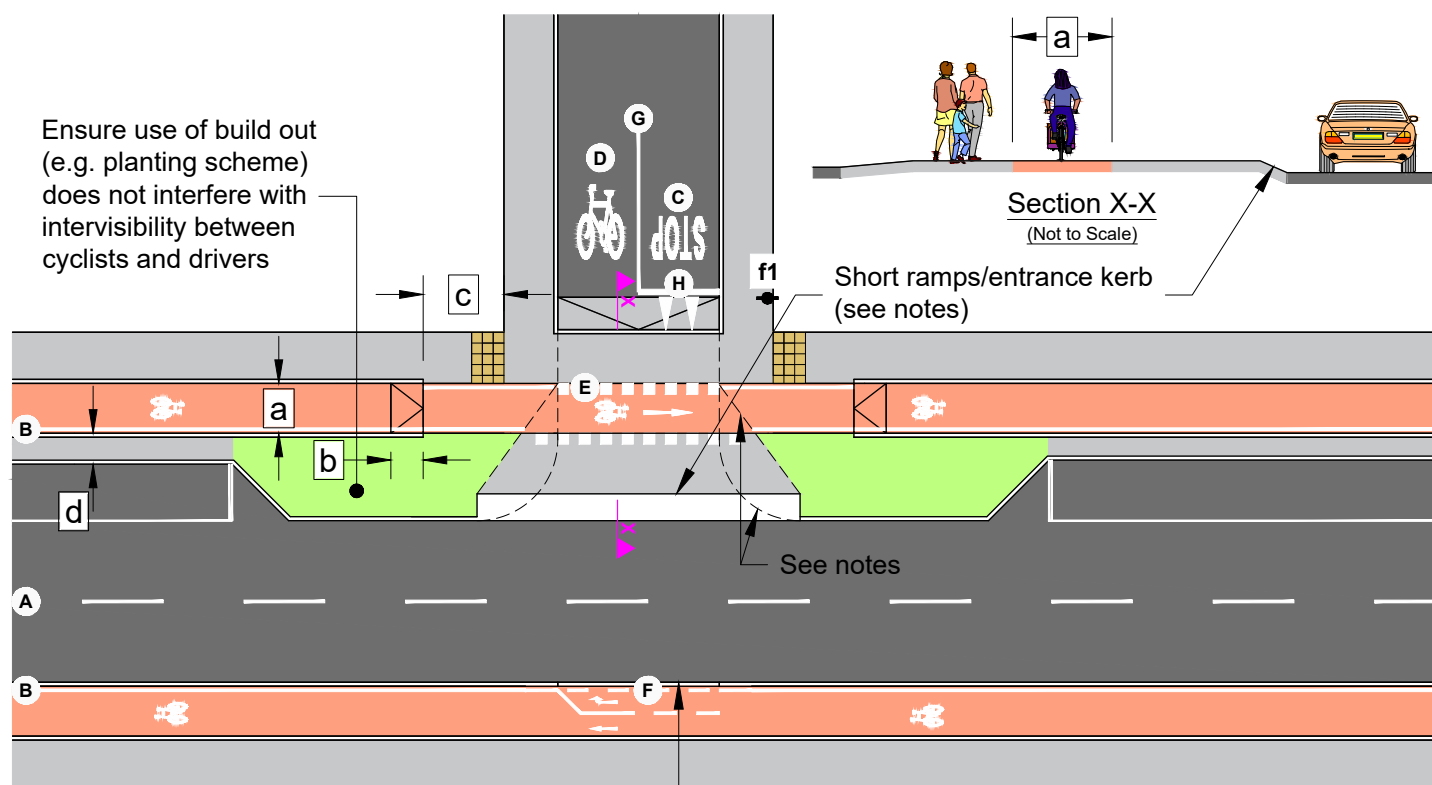 a
Ensure use of build out
(e.g. planting scheme)
does not interfere with
intervisibility between
cyclists and drivers
G
D
C
STOP
Section X-X
(Not to Scale)
f1
H
c
Short ramps/entrance kerb
(see notes)
E
a
B
b
d
x
x
See notes
A
B
F